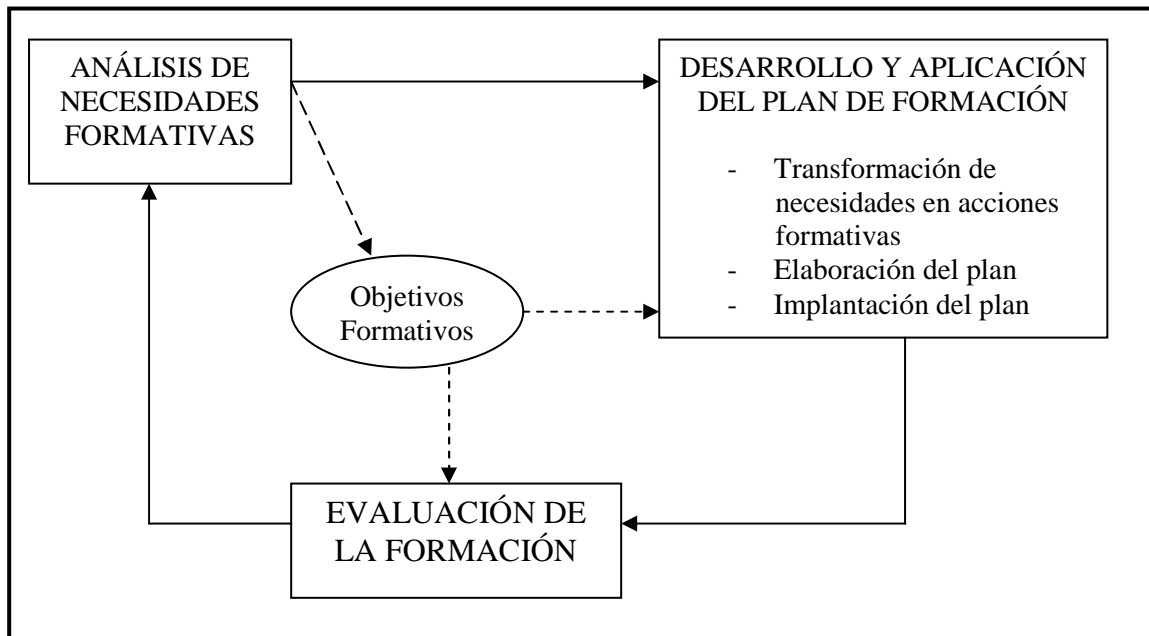 ANÁLISIS DE
NECESIDADES
FORMATIVAS
DESARROLLO Y APLICACIÓN
DEL PLAN DE FORMACIÓN
- Transformación de
necesidades en acciones
formativas
- Elaboración del plan
- Implantación del plan
Objetivos
Formativos
EVALUACIÓN DE
LA FORMACIÓN